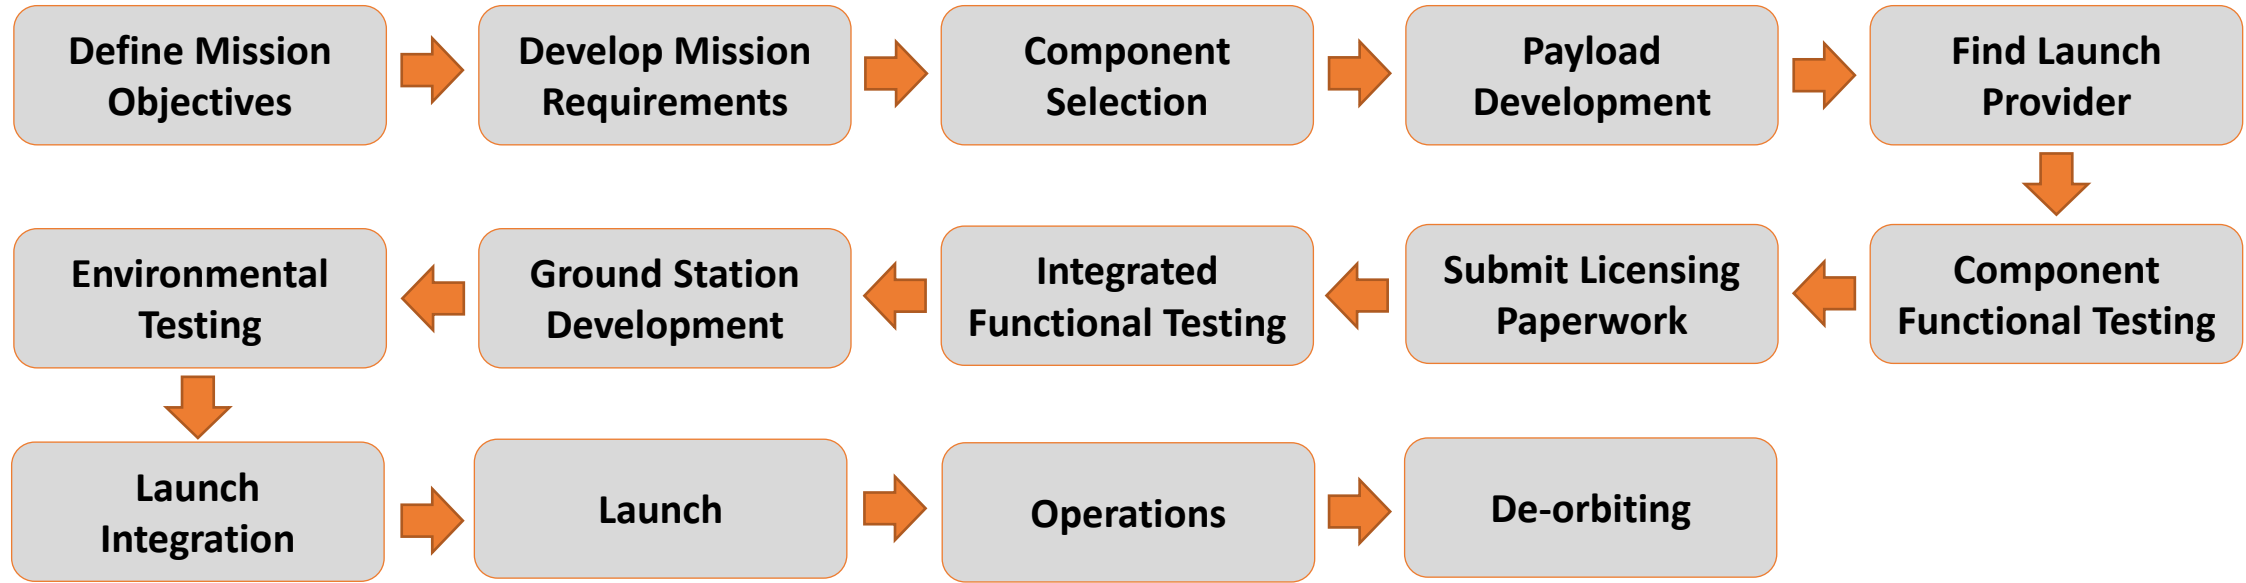 Define Mission
Objectives
Develop Mission
Requirements
Component
Selection
Payload
Development
Find Launch
Provider
Component
Functional Testing
Submit Licensing
Paperwork
Integrated
Functional Testing
Ground Station
Development
Environmental
Testing
Launch
Integration
Launch
Operations
De-orbiting